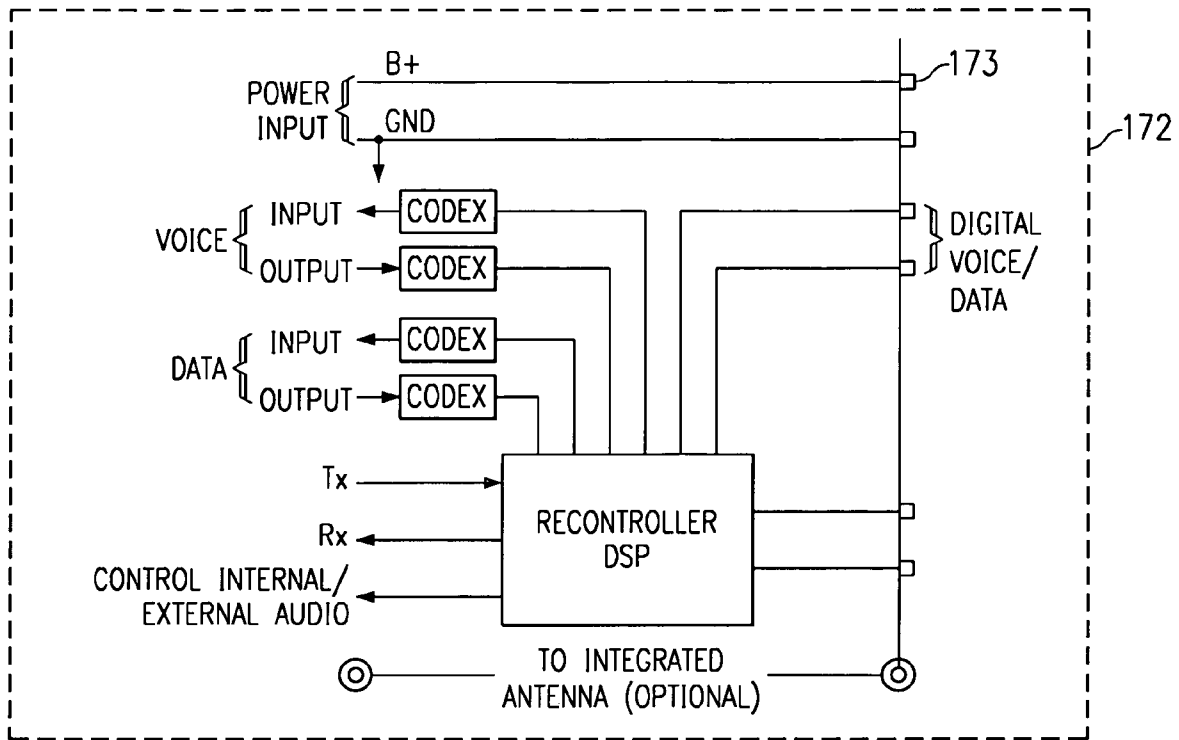 B+
173
POWER
INPUT
GND
172
INPUT
CODEX
VOICE
OUTPUT
CODEX
DIGITAL
VOICE/
DATA
INPUT
CODEX
DATA
OUTPUT
CODEX
Tx
Rx
RECONTROLLER
DSP
CONTROL INTERNAL/
EXTERNAL AUDIO
TO INTEGRATED
ANTENNA (OPTIONAL)